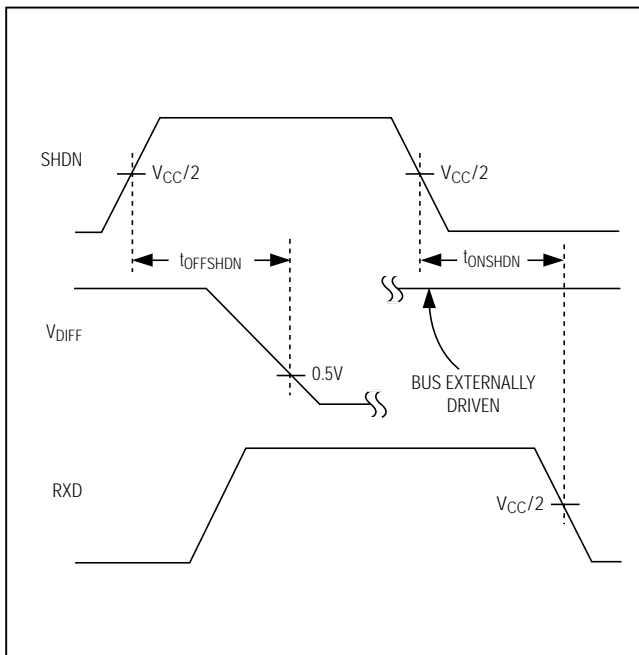 SHDN
VCC/2
VCC/2
tOFFSHDN
tONSHDN
VDIFF
0.5V
BUS EXTERNALLY
DRIVEN
RXD
VCC/2